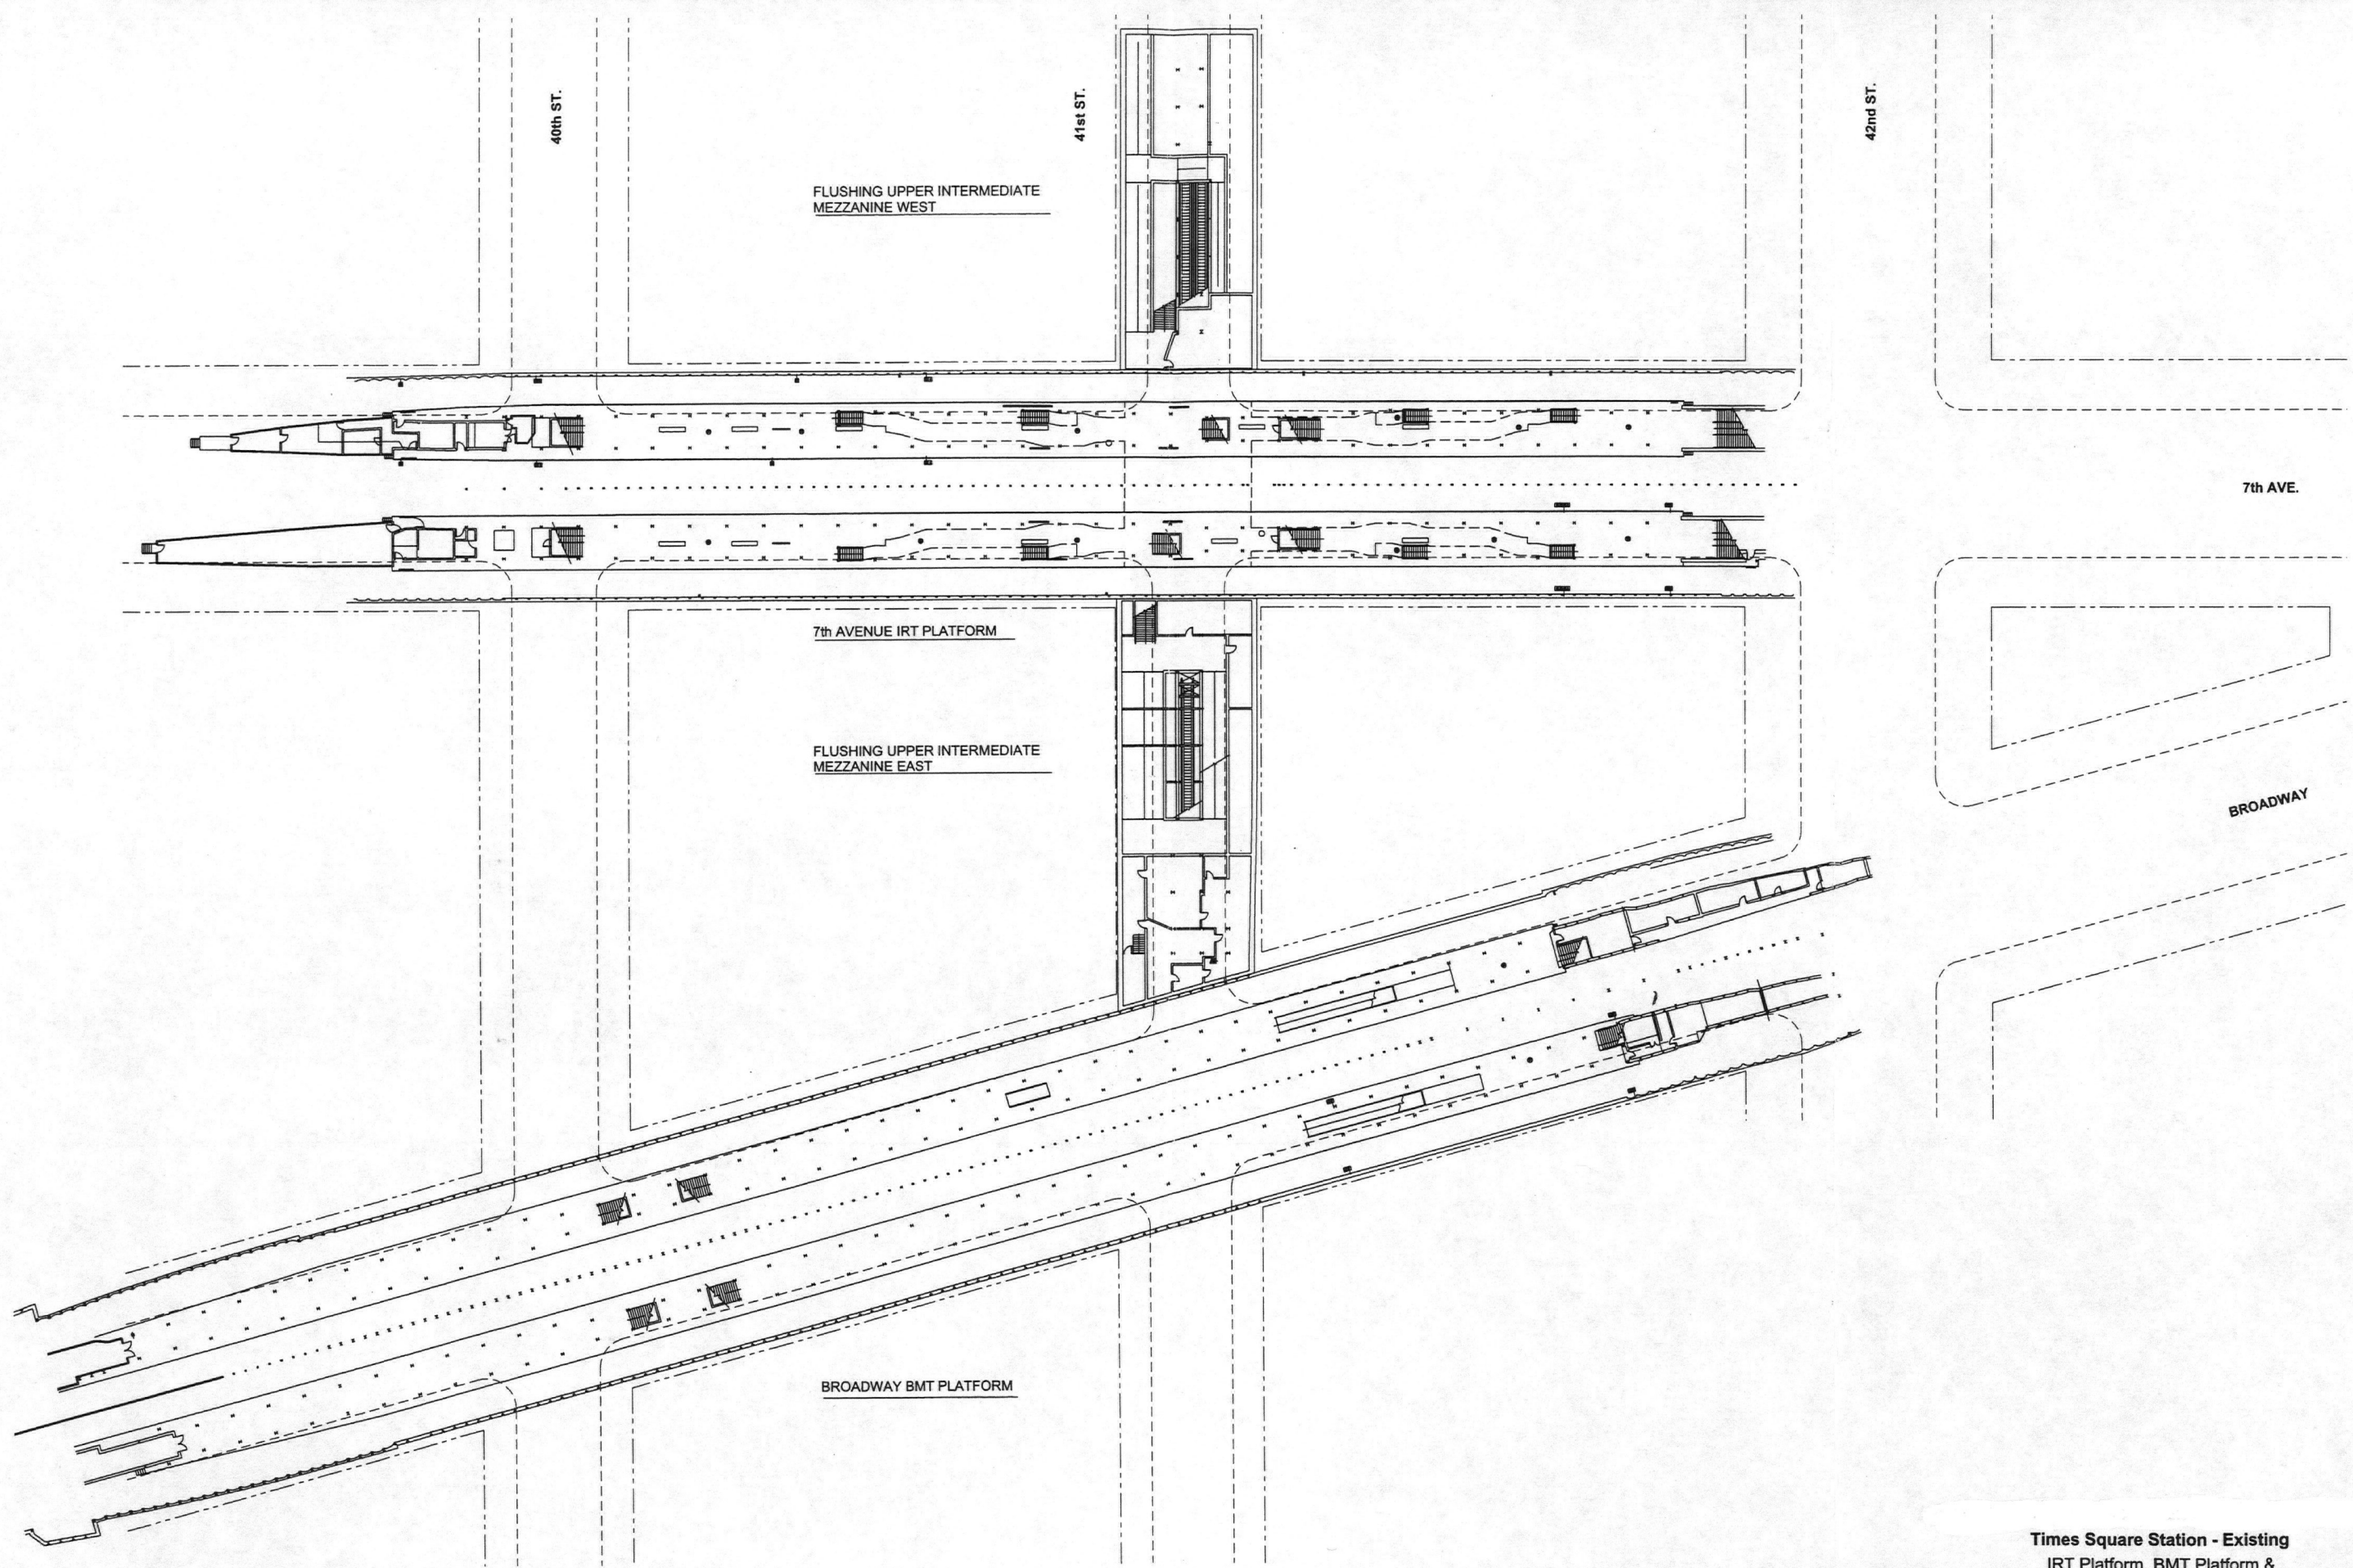 40th ST.
41st ST.
42nd ST.
FLUSHING UPPER INTERMEDIATE
MEZZANINE WEST
7th AVE.
7th AVENUE IRT PLATFORM
FLUSHING UPPER INTERMEDIATE
MEZZANINE EAST
BROADWAY
BROADWAY BMT PLATFORM
Times Square Station - Existing
IRT Platform, BMT Platform &